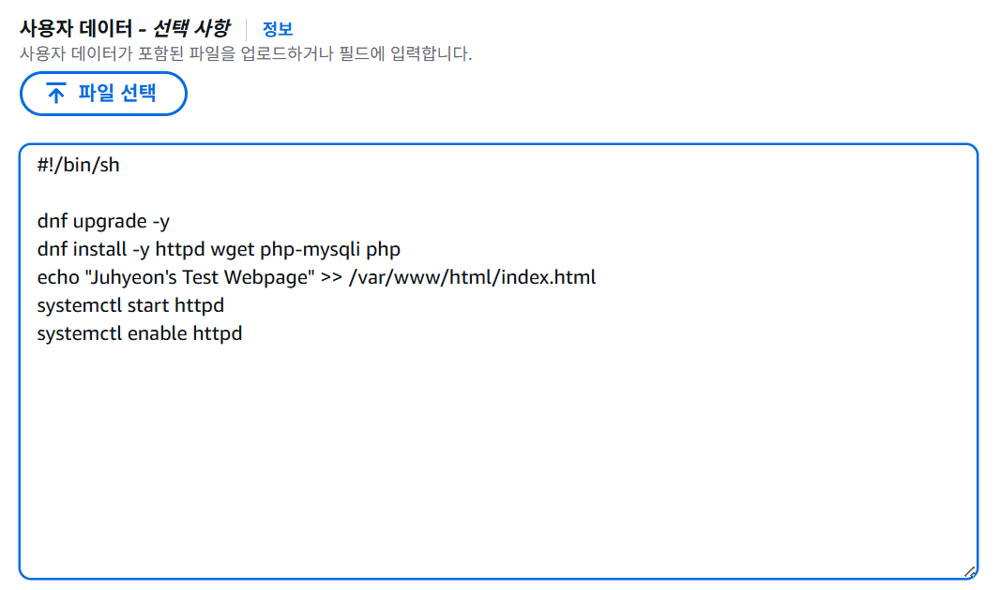 사용자 데이터 - 선택 사항 정보
사용자 데이터가 포함된 파일을 업로드하거나 필드에 입력합니다.
파일 선택
#!/bin/sh
dnf upgrade -y
dnf install -y httpd wget php-mysqli php
echo "Juhyeon's Test Webpage" >> /var/www/html/index.html
systemctl start httpd
systemctl enable httpd